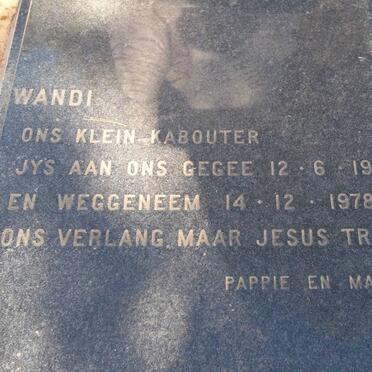 WANDI
ONS KLEIN KABOUTER
JYS AAN ONS GEGEE 12·6·19
EN WEGGENEEM 14·12·1978
ONS VERLANG MAAR JESUS TR
PAPPIE EN MA